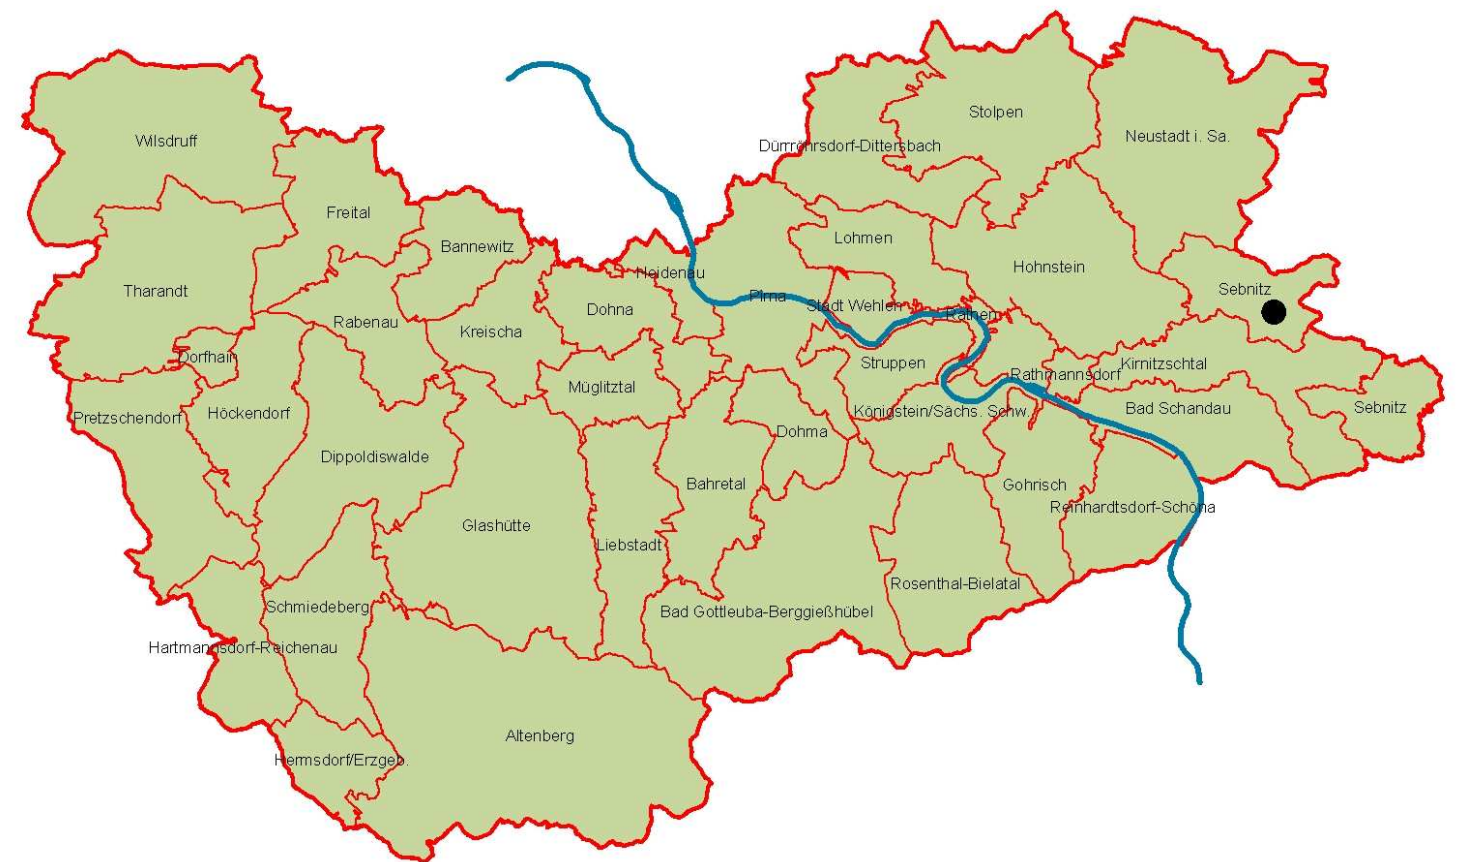 Stolpen
Neustadt i. Sa.
Wilsdruff
Dürrröhrsdorf-Dittersbach
Freital
Lohmen
Bannewitz
Hohnstein
Heidenau
Tharandt
Sebnitz
Pirna
Stadt Wehlen
Dohna
Rathen
Rabenau
Kreischa
Dorfhain
Struppen
Kirnitzschtal
Rathmannsdorf
Müglitztal
Pretzschendorf
Höckendorf
Königstein/Sächs. Schw.
Bad Schandau
Sebnitz
Dohma
Dippoldiswalde
Bahretal
Gohrisch
Reinhardtsdorf-Schöna
Glashütte
Liebstadt
Rosenthal-Bielatal
Schmiedeberg
Bad Gottleuba-Berggießhübel
Hartmannsdorf-Reichenau
Altenberg
Hermsdorf/Erzgeb.